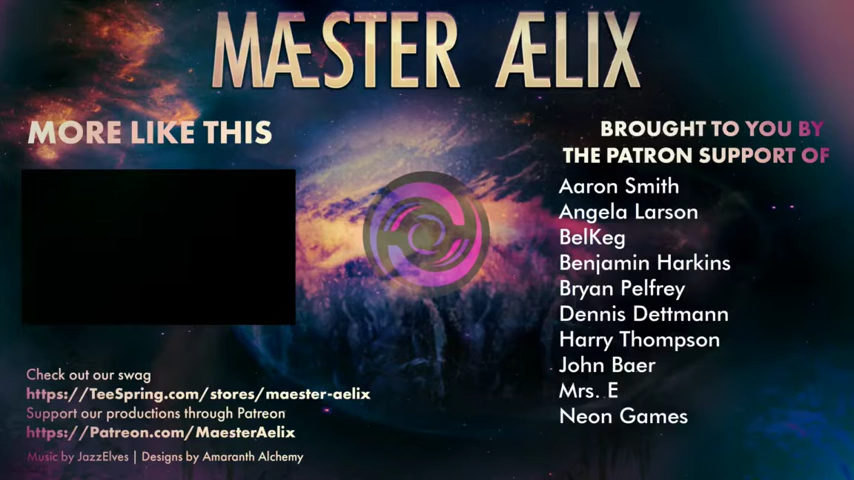 MÆSTER ÆLIX
MORE LIKE THIS
BROUGHT TO YOU BY
THE PATRON SUPPORT OF
Aaron Smith
Angela Larson
BelKeg
Benjamin Harkins
Bryan Pelfrey
Dennis Dettmann
Harry Thompson
John Baer
Mrs. E
Neon Games
Check out our swag
https://TeeSpring.com/stores/maester-aelix
Support our productions through Patreon
https://Patreon.com/MaesterAelix
Music by JazzElves | Designs by Amaranth Alchemy